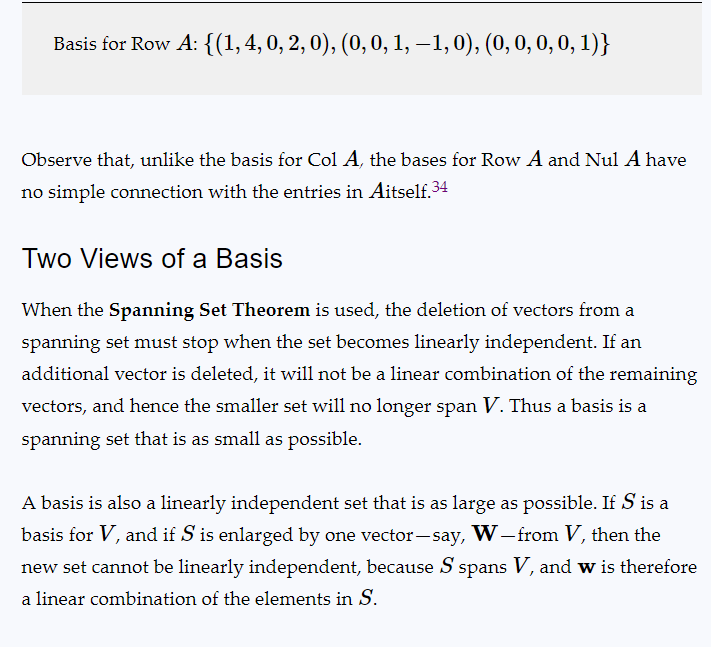 Basis for Row A: {(1, 4, 0, 2, 0), (0, 0, 1, −1, 0), (0, 0, 0, 0, 1)}
Observe that, unlike the basis for Col A, the bases for Row A and Nul A have
no simple connection with the entries in Aitself.34
Two Views of a Basis
When the Spanning Set Theorem is used, the deletion of vectors from a
spanning set must stop when the set becomes linearly independent. If an
additional vector is deleted, it will not be a linear combination of the remaining
vectors, and hence the smaller set will no longer span V. Thus a basis is a
spanning set that is as small as possible.
A basis is also a linearly independent set that is as large as possible. If S is a
basis for V, and if S is enlarged by one vector—say, W—from V, then the
new set cannot be linearly independent, because S spans V, and w is therefore
a linear combination of the elements in S.